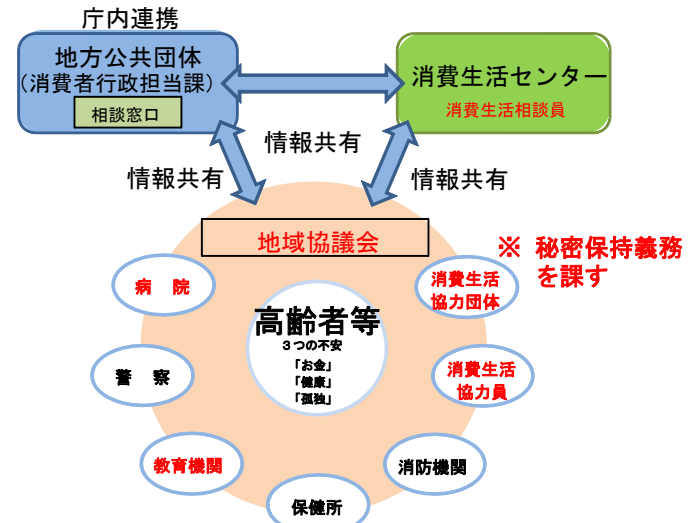 庁内連携
地方公共団体
(消費者行政担当課)
相談窓口
消費生活センター
消費生活相談員
情報共有
情報共有
情報共有
地域協議会
※ 秘密保持義務
を課す
病 院
消費生活
協力団体
高齢者等
3つの不安
「お金」
「健康」
「孤独」
警 察
消費生活
協力員
教育機関
消防機関
保健所